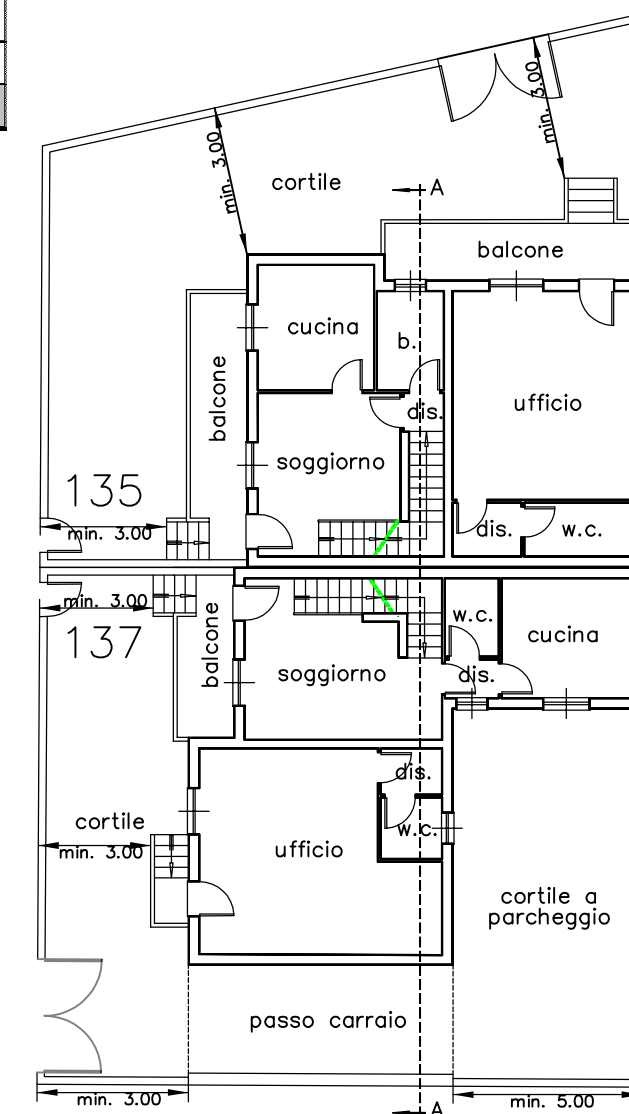 min. 3.00
min. 3.00
cortile
A
balcone
cucina
b.
balcone
ufficio
dis.
soggiorno
135
min. 3.00
dis.
w.c.
min. 3.00
137
balcone
w.c.
cucina
soggiorno
dis.
dis.
cortile
w.c.
ufficio
min. 3.00
cortile a
parcheggio
passo carraio
min. 3.00
min. 5.00
A